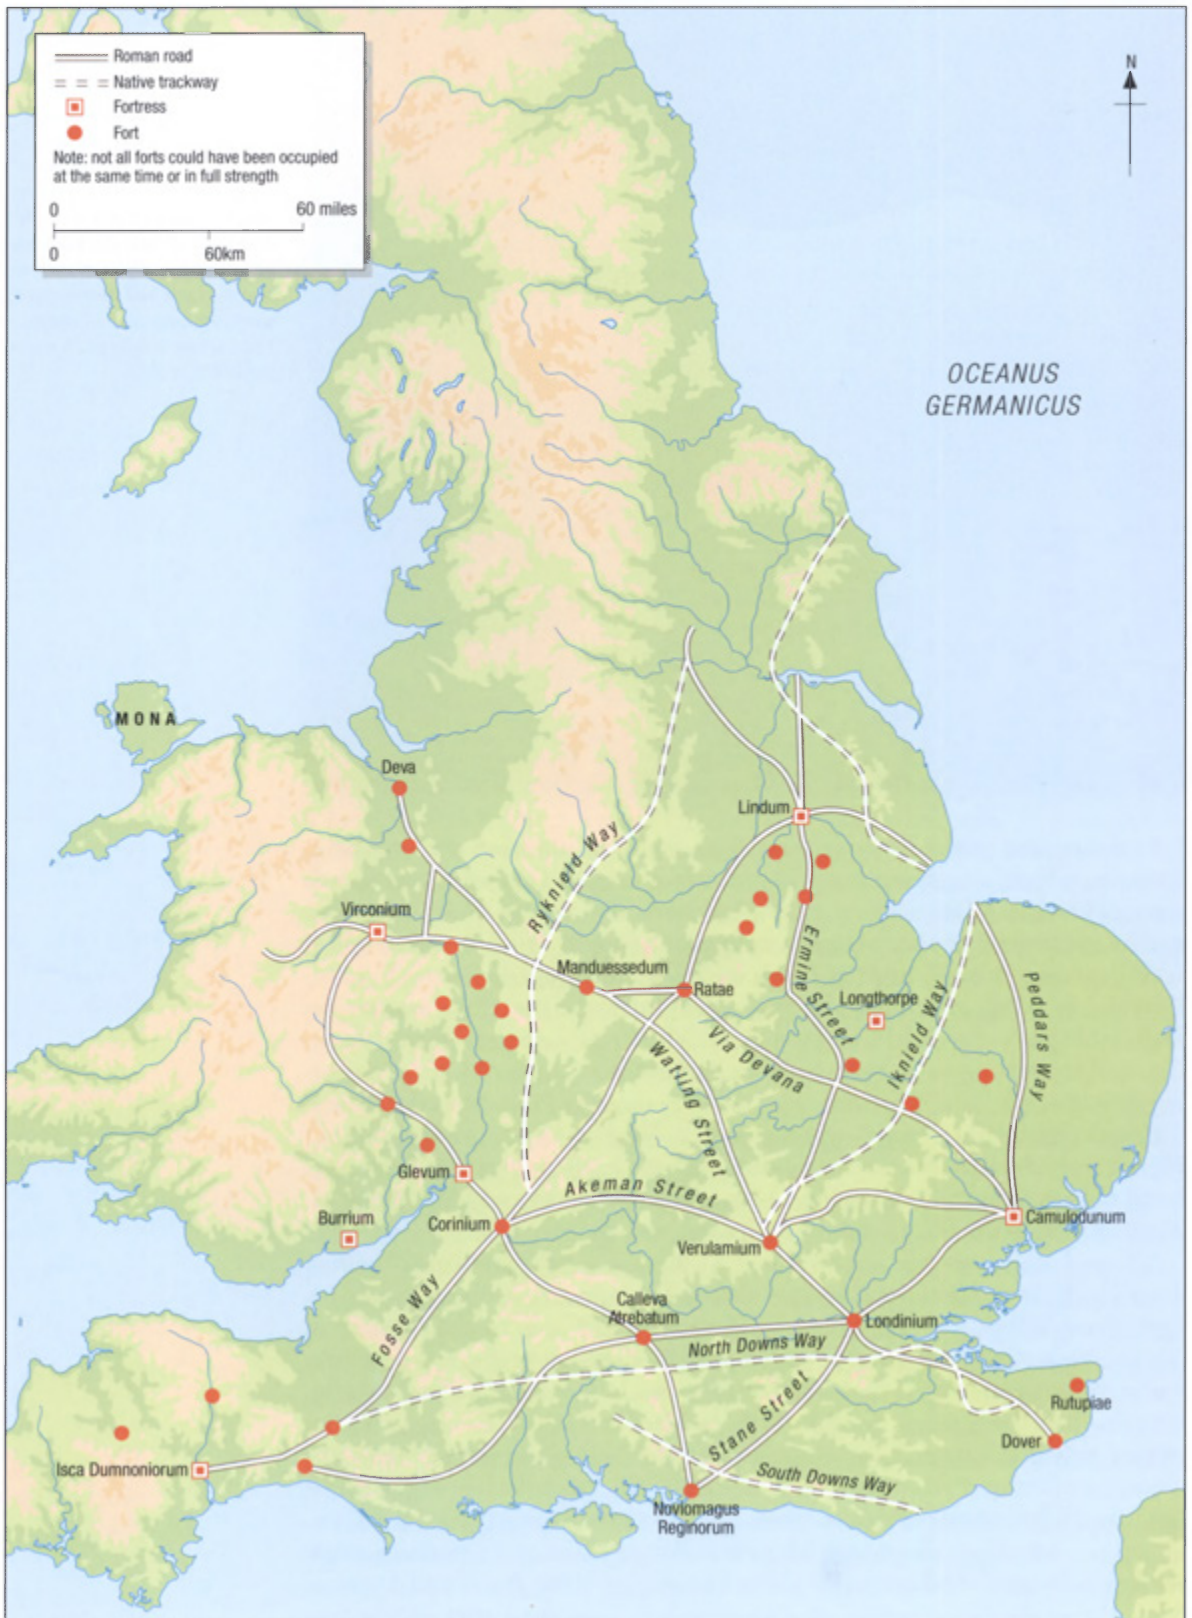 Roman road
Native trackway
Fortress
Fort
Note: not all forts could have been occupied
at the same time or in full strength
0 60 miles
0 60km
N
OCEANUS
GERMANICUS
MONA
Deva
Lindum
Ryknield Way
Virconium
Manduessedum
Ratae
Ermine Street
Longthorpe
Iknield Way
Peddars Way
Via Devana
Watling Street
Glevum
Akeman Street
Burrium
Corinium
Camulodunum
Verulamium
Fosse Way
Calleva
Atrebatum
Londinium
North Downs Way
Rutupiae
Stane Street
Dover
Isca Dumnoniorum
South Downs Way
Noviomagus
Reginorum